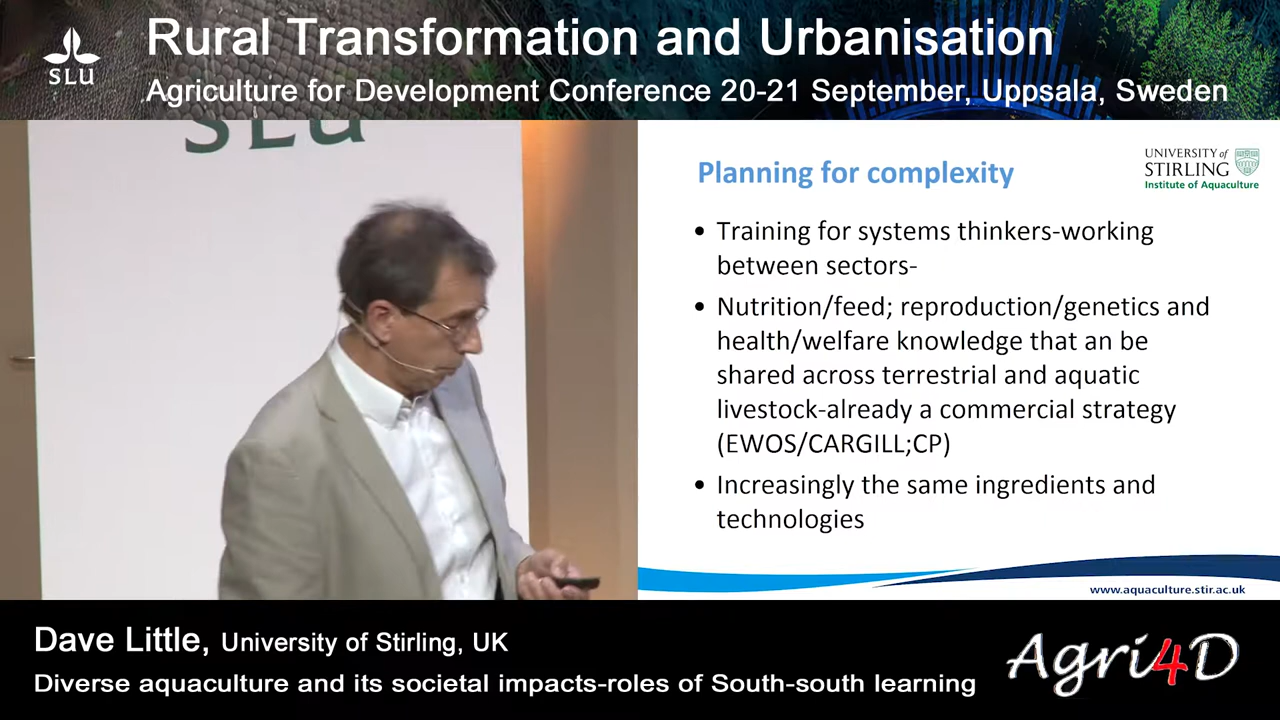 SLU
Rural Transformation and Urbanisation
Agriculture for Development Conference 20-21 September, Uppsala, Sweden
SLU
Planning for complexity
UNIVERSITY of
STIRLING
Institute of Aquaculture
• Training for systems thinkers-working
between sectors-
• Nutrition/feed; reproduction/genetics and
health/welfare knowledge that an be
shared across terrestrial and aquatic
livestock-already a commercial strategy
(EWOS/CARGILL;CP)
• Increasingly the same ingredients and
technologies
www.aquaculture.stir.ac.uk
Dave Little, University of Stirling, UK
Diverse aquaculture and its societal impacts-roles of South-south learning
Agri4D